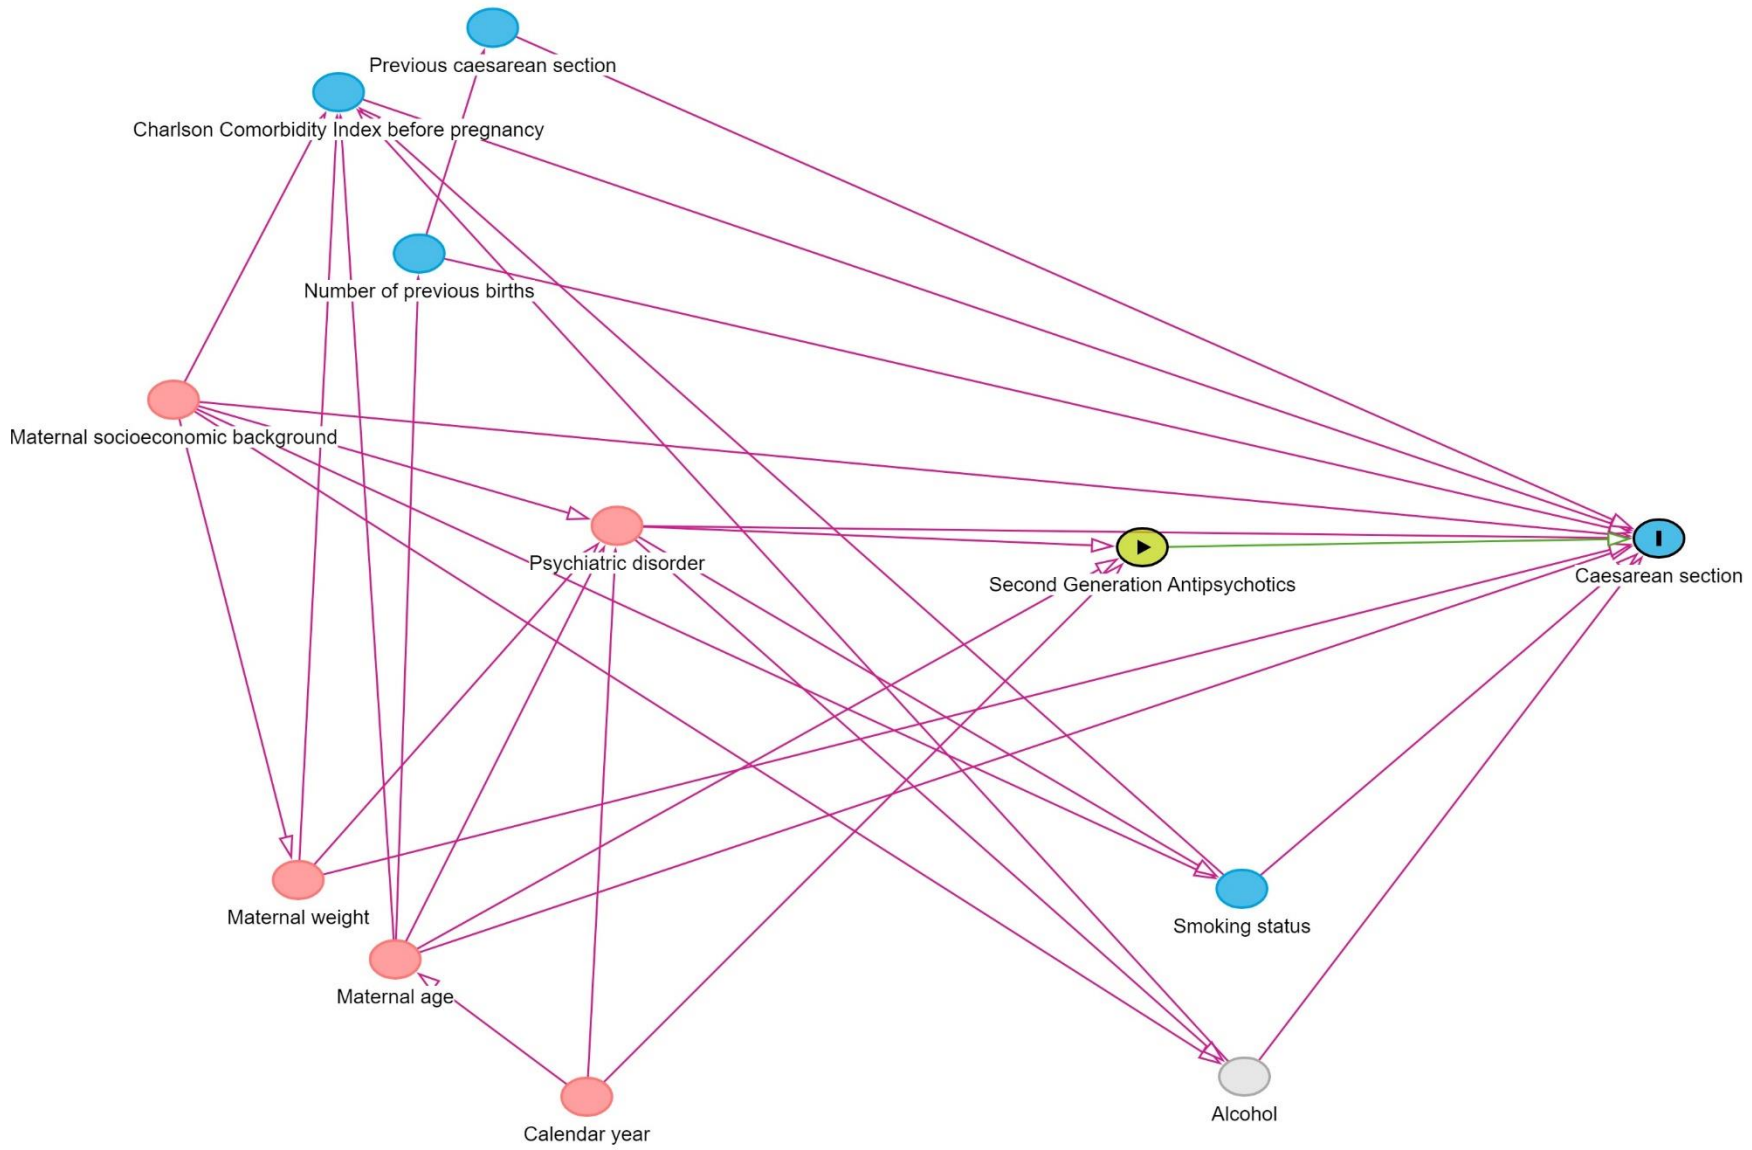 Previous caesarean section
Charlson Comorbidity Index before pregnancy
Number of previous births
Maternal socioeconomic background
Psychiatric disorder
Second Generation Antipsychotics
Caesarean section
Maternal weight
Smoking status
Maternal age
Alcohol
Calendar year